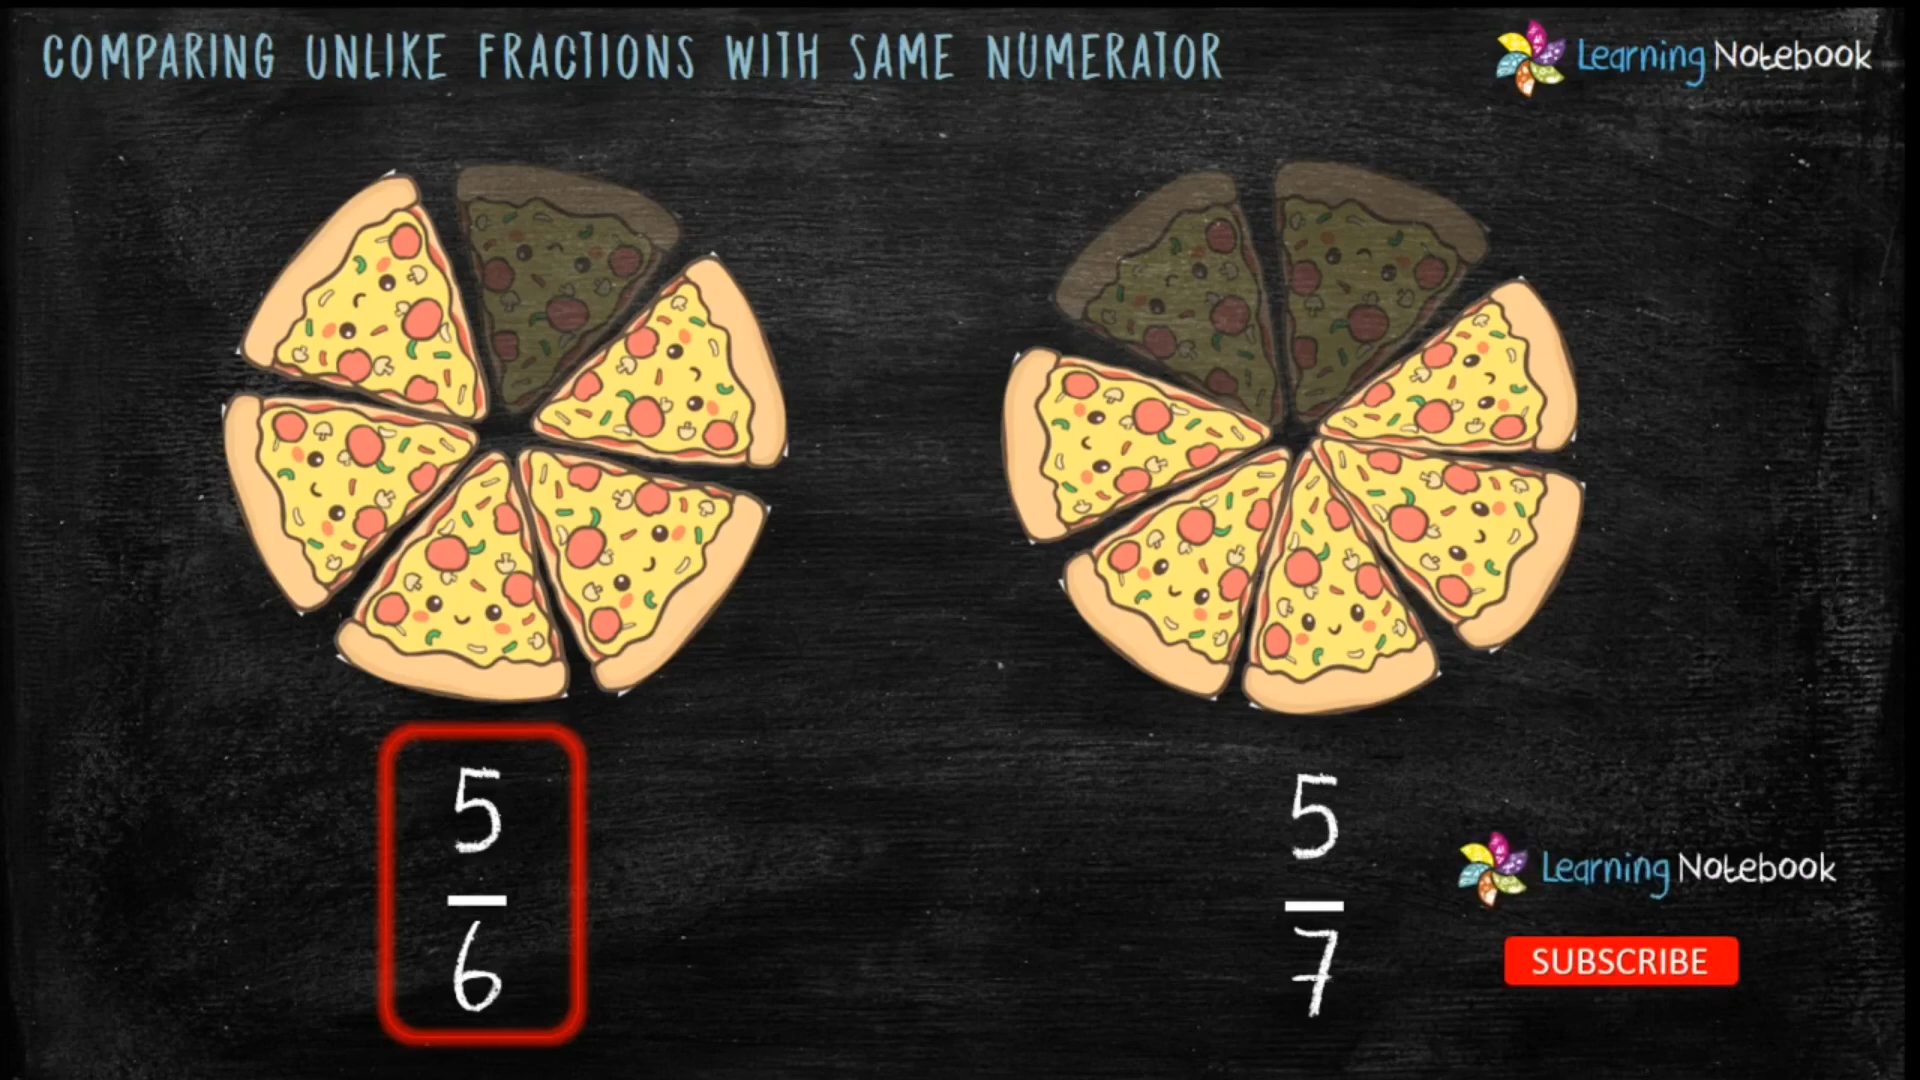 COMPARING UNLIKE FRACTIONS WITH SAME NUMERATOR
Learning Notebook
5
6
5
7
Learning Notebook
SUBSCRIBE